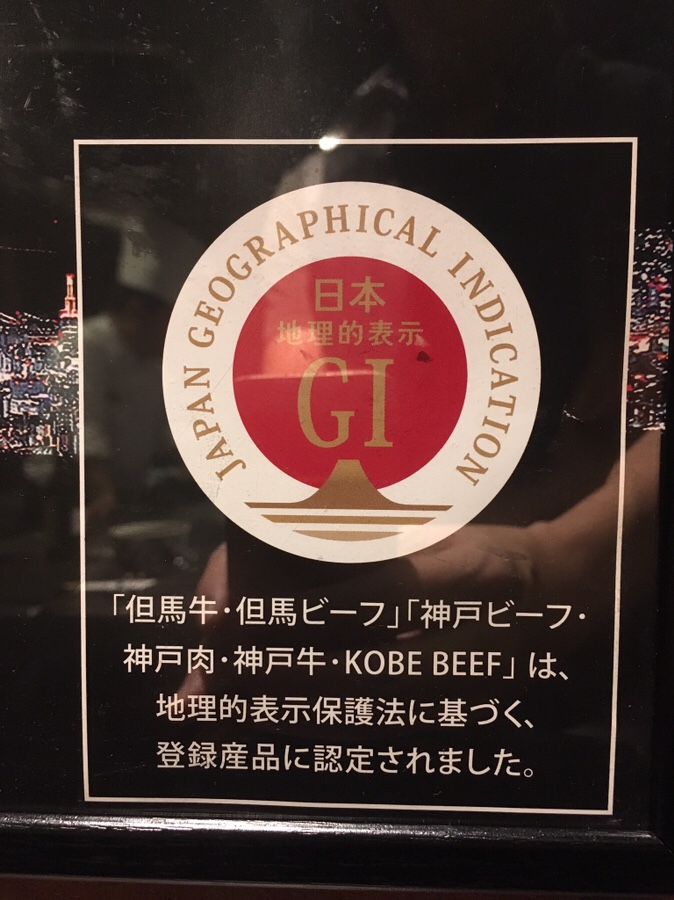 JAPAN GEOGRAPHICAL INDICATION
日本
地理的表示
GI
「但馬牛・但馬ビーフ」「神戸ビーフ・
神戸肉・神戸牛・KOBE BEEF」は、
地理的表示保護法に基づく、
登録産品に認定されました。